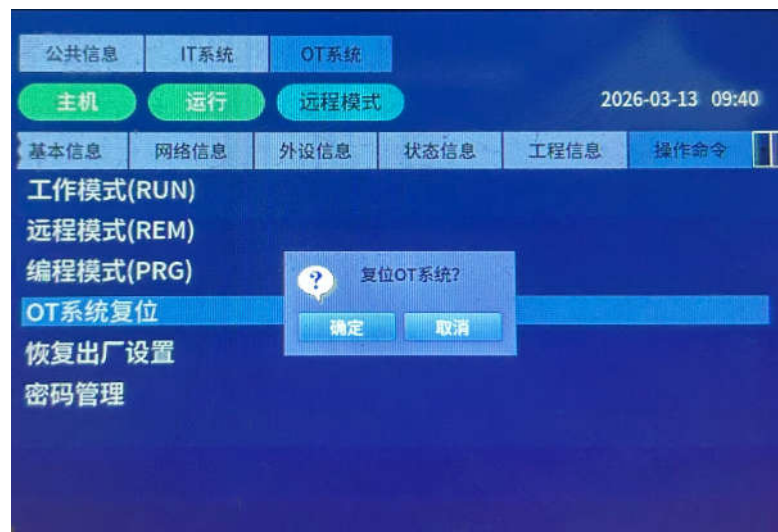 公共信息 IT系统 OT系统
主机 运行 远程模式 2026-03-13 09:40
基本信息 网络信息 外设信息 状态信息 工程信息 操作命令
工作模式(RUN)
远程模式(REM)
编程模式(PRG)
? 复位OT系统?
OT系统复位
确定 取消
恢复出厂设置
密码管理